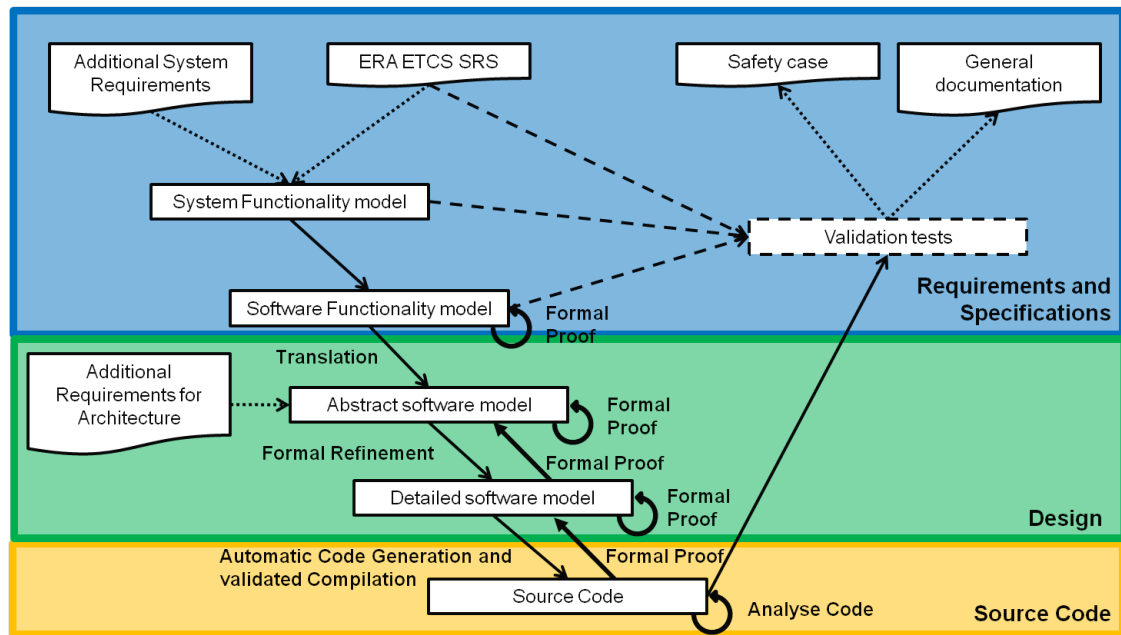 Additional System
Requirements
ERA ETCS SRS
Safety case
General
documentation
System Functionality model
Validation tests
Software Functionality model
Formal
Proof
Requirements and
Specifications
Translation
Additional
Requirements for
Architecture
Abstract software model
Formal
Proof
Formal Refinement
Formal Proof
Detailed software model
Formal
Proof
Design
Automatic Code Generation and
validated Compilation
Formal Proof
Source Code
Analyse Code
Source Code